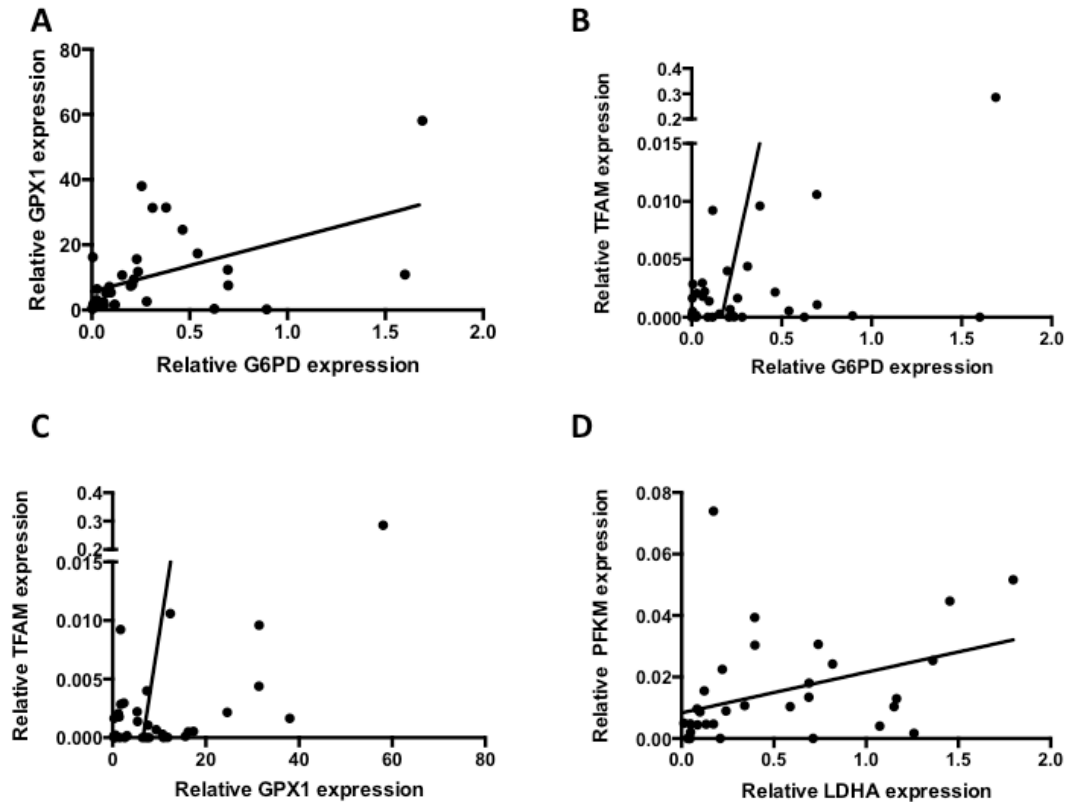 A
Relative GPX1 expression
80
60
40
20
0
0.0 0.5 1.0 1.5 2.0
Relative G6PD expression
B
Relative TFAM expression
0.4
0.3
0.2
0.015
0.010
0.005
0.000
0.0 0.5 1.0 1.5 2.0
Relative G6PD expression
C
Relative TFAM expression
0.4
0.3
0.2
0.015
0.010
0.005
0.000
0 20 40 60 80
Relative GPX1 expression
D
Relative PFKM expression
0.08
0.06
0.04
0.02
0.00
0.0 0.5 1.0 1.5 2.0
Relative LDHA expression